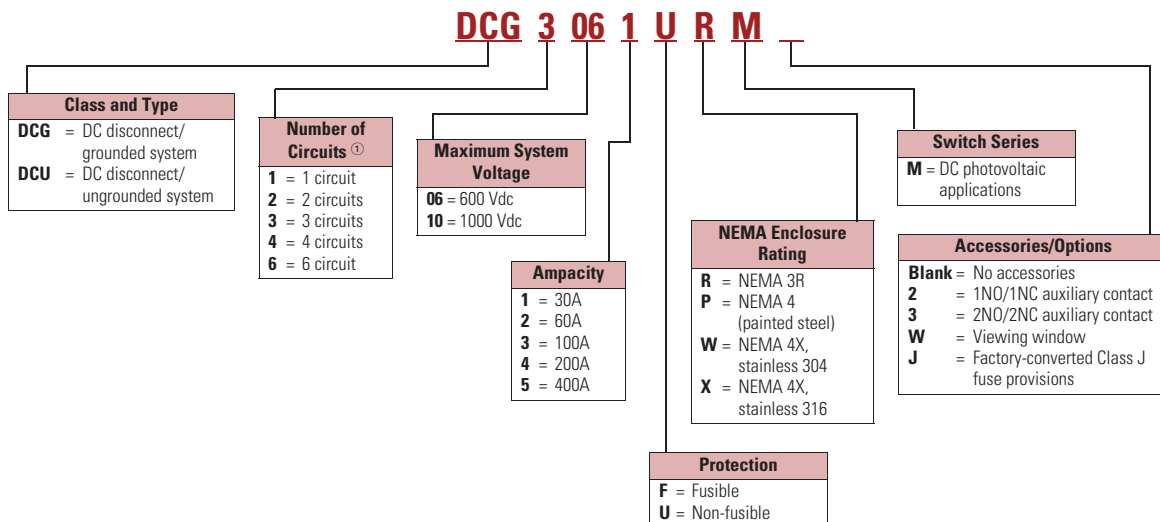 DCG 3 06 1 U R M
Class and Type
DCG = DC disconnect/
grounded system
DCU = DC disconnect/
ungrounded system
Number of
Circuits ①
1 = 1 circuit
2 = 2 circuits
3 = 3 circuits
4 = 4 circuits
6 = 6 circuit
Maximum System
Voltage
06 = 600 Vdc
10 = 1000 Vdc
Ampacity
1 = 30A
2 = 60A
3 = 100A
4 = 200A
5 = 400A
Protection
F = Fusible
U = Non-fusible
NEMA Enclosure
Rating
R = NEMA 3R
P = NEMA 4
(painted steel)
W = NEMA 4X,
stainless 304
X = NEMA 4X,
stainless 316
Switch Series
M = DC photovoltaic
applications
Accessories/Options
Blank = No accessories
2 = 1NO/1NC auxiliary contact
3 = 2NO/2NC auxiliary contact
W = Viewing window
J = Factory-converted Class J
fuse provisions